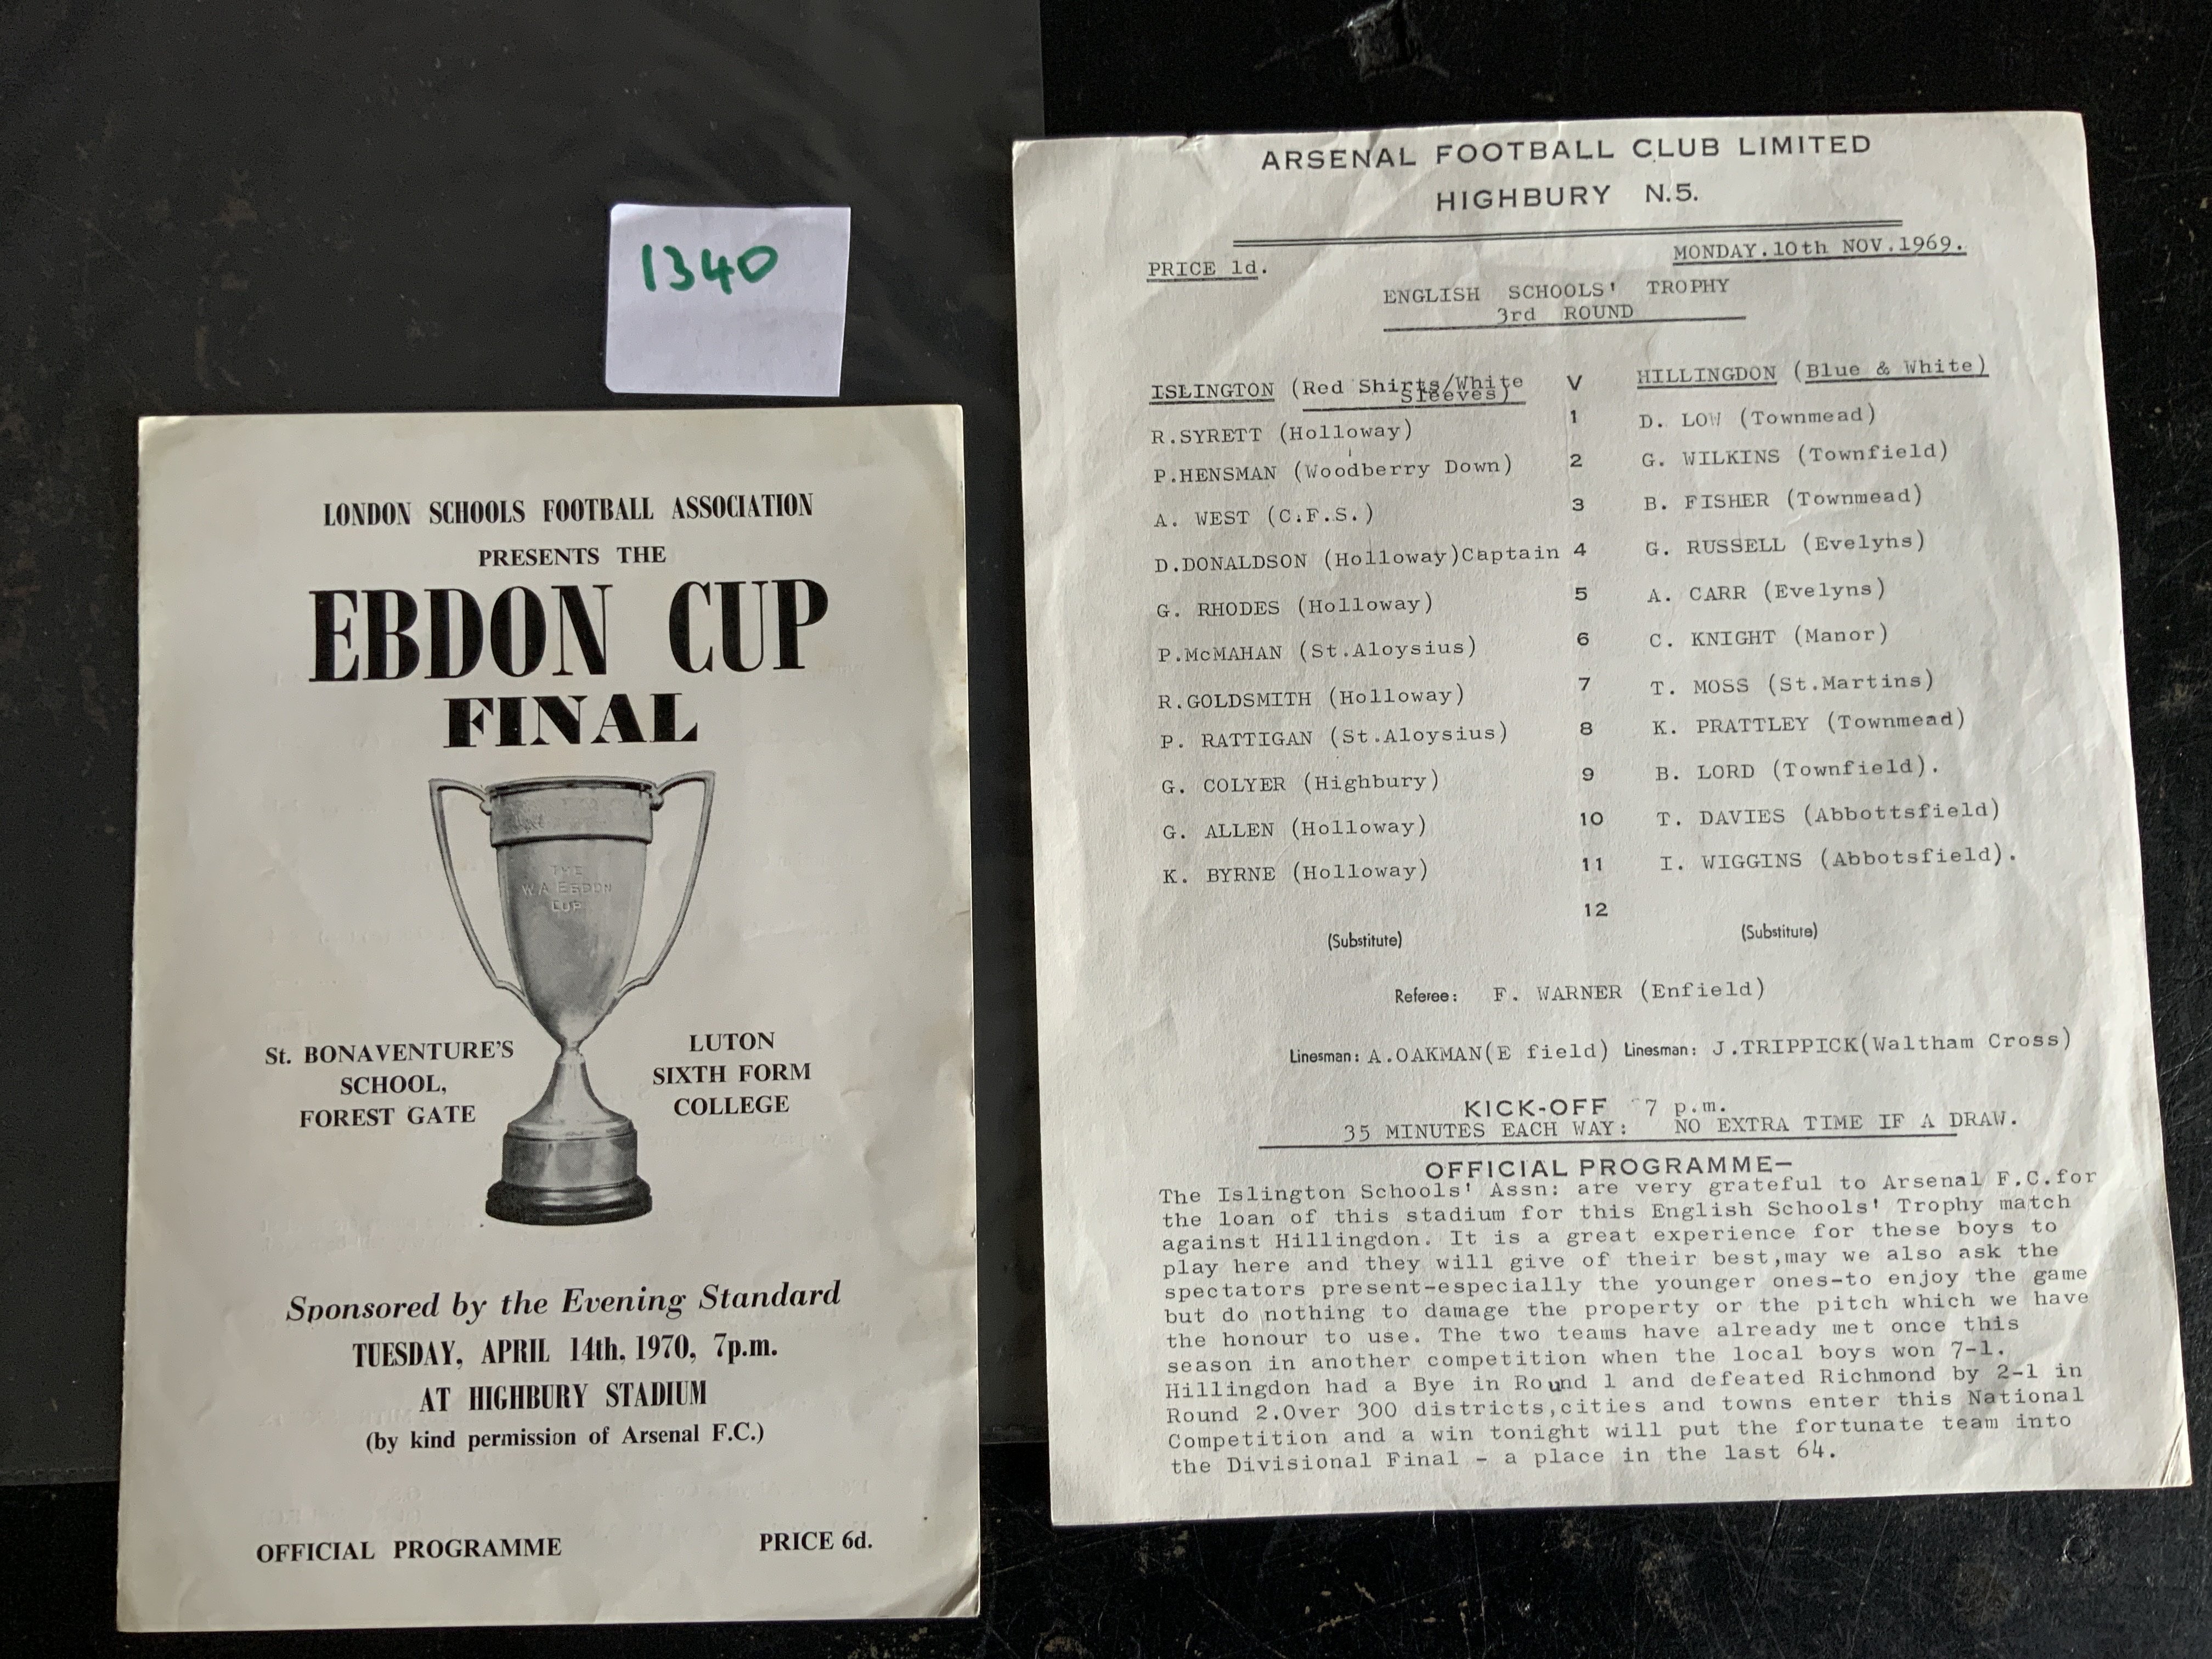 1340
LONDON SCHOOLS FOOTBALL ASSOCIATION
PRESENTS THE
EBDON CUP
FINAL
THE
W.A EBDON
CUP
St. BONAVENTURE'S
SCHOOL,
FOREST GATE
LUTON
SIXTH FORM
COLLEGE
Sponsored by the Evening Standard
TUESDAY, APRIL 14th, 1970, 7p.m.
AT HIGHBURY STADIUM
(by kind permission of Arsenal F.C.)
OFFICIAL PROGRAMME PRICE 6d.
ARSENAL FOOTBALL CLUB LIMITED
HIGHBURY N.5.
PRICE 1d. MONDAY.10th NOV.1969.
ENGLISH SCHOOLS' TROPHY
3rd ROUND
ISLINGTON (Red Shirts/White Sleeves) V HILLINGDON (Blue & White)
R.SYRETT (Holloway) 1 D. LOW (Townmead)
P.HENSMAN (Woodberry Down) 2 G. WILKINS (Townfield)
A. WEST (C.F.S.) 3 B. FISHER (Townmead)
D.DONALDSON (Holloway)Captain 4 G. RUSSELL (Evelyns)
G. RHODES (Holloway) 5 A. CARR (Evelyns)
P.McMAHAN (St.Aloysius) 6 C. KNIGHT (Manor)
R.GOLDSMITH (Holloway) 7 T. MOSS (St.Martins)
P. RATTIGAN (St.Aloysius) 8 K. PRATTLEY (Townmead)
G. COLYER (Highbury) 9 B. LORD (Townfield).
G. ALLEN (Holloway) 10 T. DAVIES (Abbottsfield)
K. BYRNE (Holloway) 11 I. WIGGINS (Abbotsfield).
12
(Substitute) (Substitute)
Referee: F. WARNER (Enfield)
Linesman: A.OAKMAN(E field) Linesman: J.TRIPPICK(Waltham Cross)
KICK-OFF 7 p.m.
35 MINUTES EACH WAY: NO EXTRA TIME IF A DRAW.
OFFICIAL PROGRAMME—
The Islington Schools' Assn: are very grateful to Arsenal F.C.for
the loan of this stadium for this English Schools' Trophy match
against Hillingdon. It is a great experience for these boys to
play here and they will give of their best,may we also ask the
spectators present-especially the younger ones-to enjoy the game
but do nothing to damage the property or the pitch which we have
the honour to use. The two teams have already met once this
season in another competition when the local boys won 7-1.
Hillingdon had a Bye in Round 1 and defeated Richmond by 2-1 in
Round 2.Over 300 districts,cities and towns enter this National
Competition and a win tonight will put the fortunate team into
the Divisional Final - a place in the last 64.